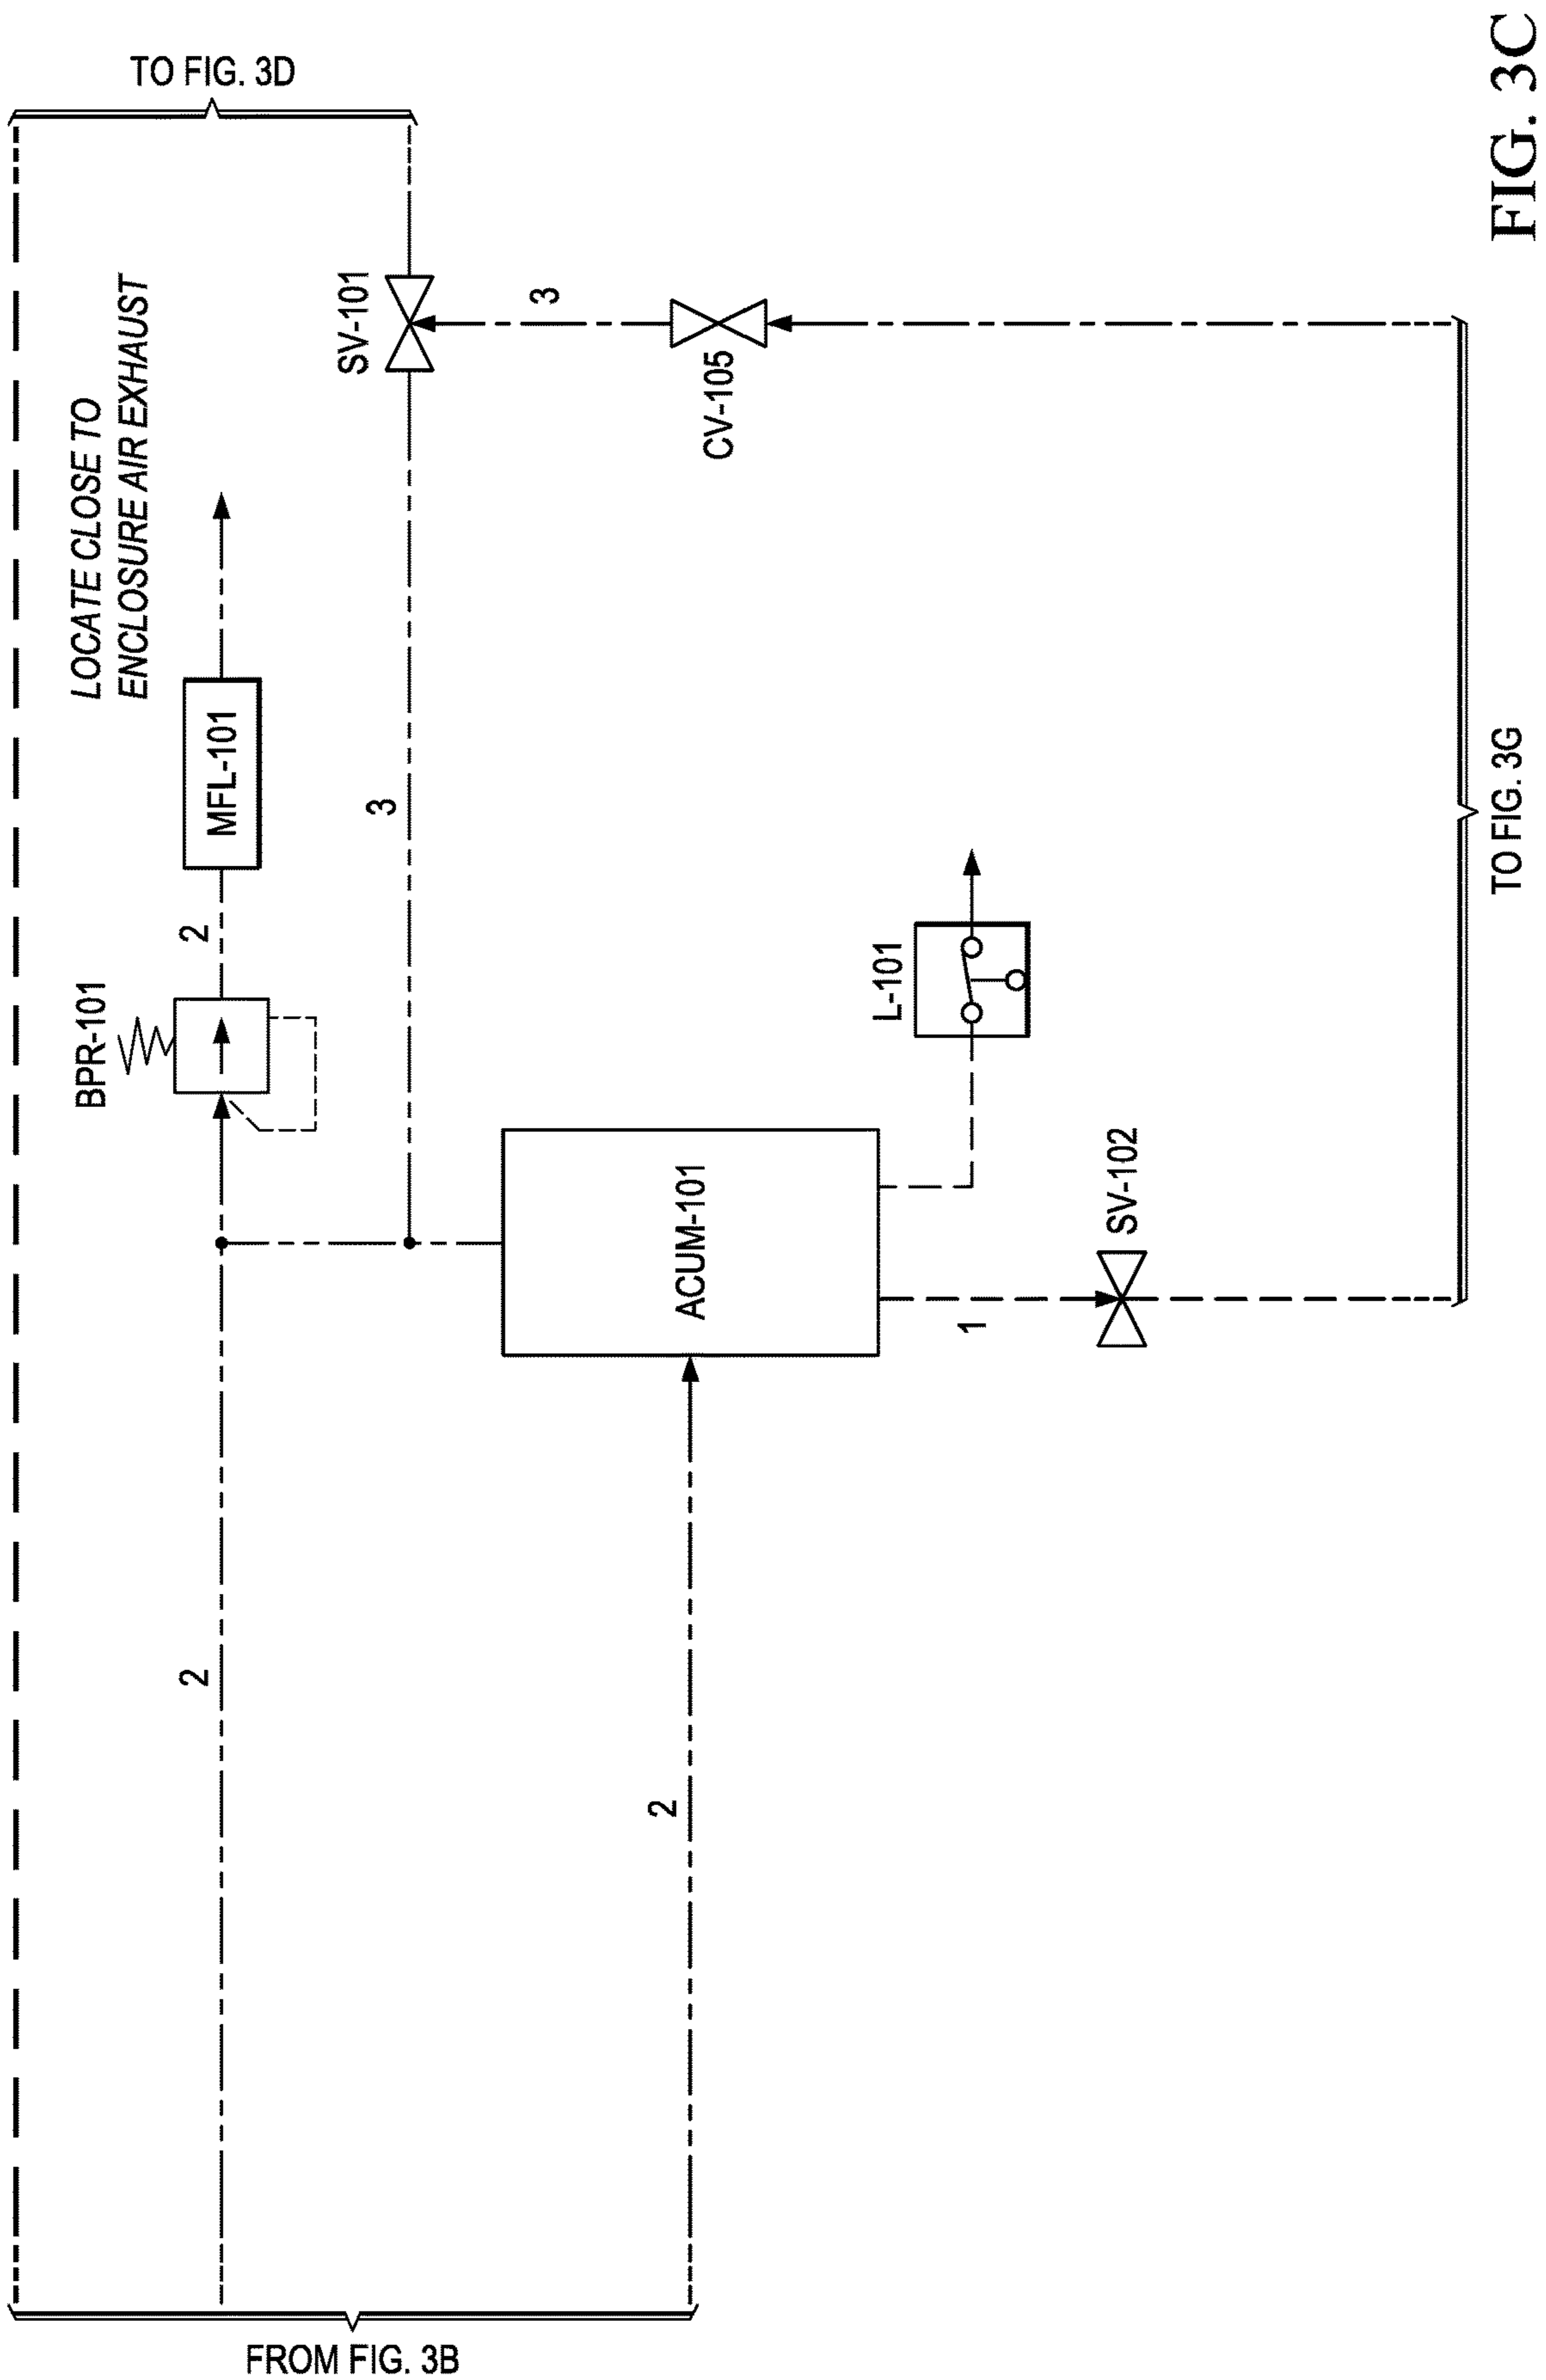 TO FIG. 3D
LOCATE CLOSE TO
ENCLOSURE AIR EXHAUST
SV-101
3
CV-105
MFL-101
3
2
BPR-101
L-101
ACUM-101
SV-102
1
2
2
TO FIG. 3G
FROM FIG. 3B
FIG. 3C